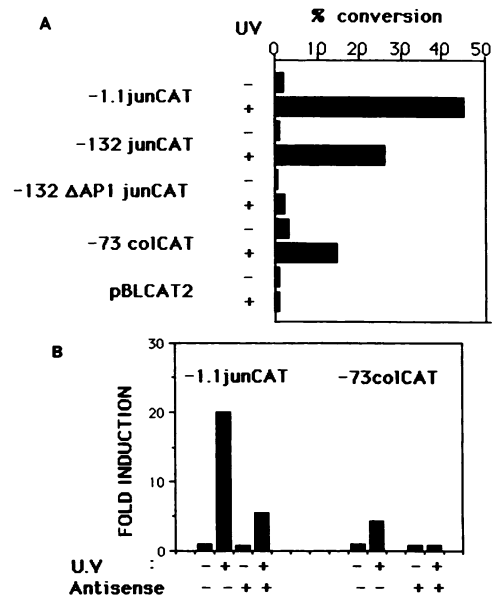 A
UV
% conversion
0 10 20 30 40 50
-1.1junCAT
-
+
-132 junCAT
-
+
-132 ΔAP1 junCAT
-
+
-73 colCAT
-
+
pBLCAT2
-
+
B
30
-1.1junCAT -73colCAT
20
10
0
FOLD INDUCTION
U.V : - + - + - + - +
Antisense - - + + - - + +